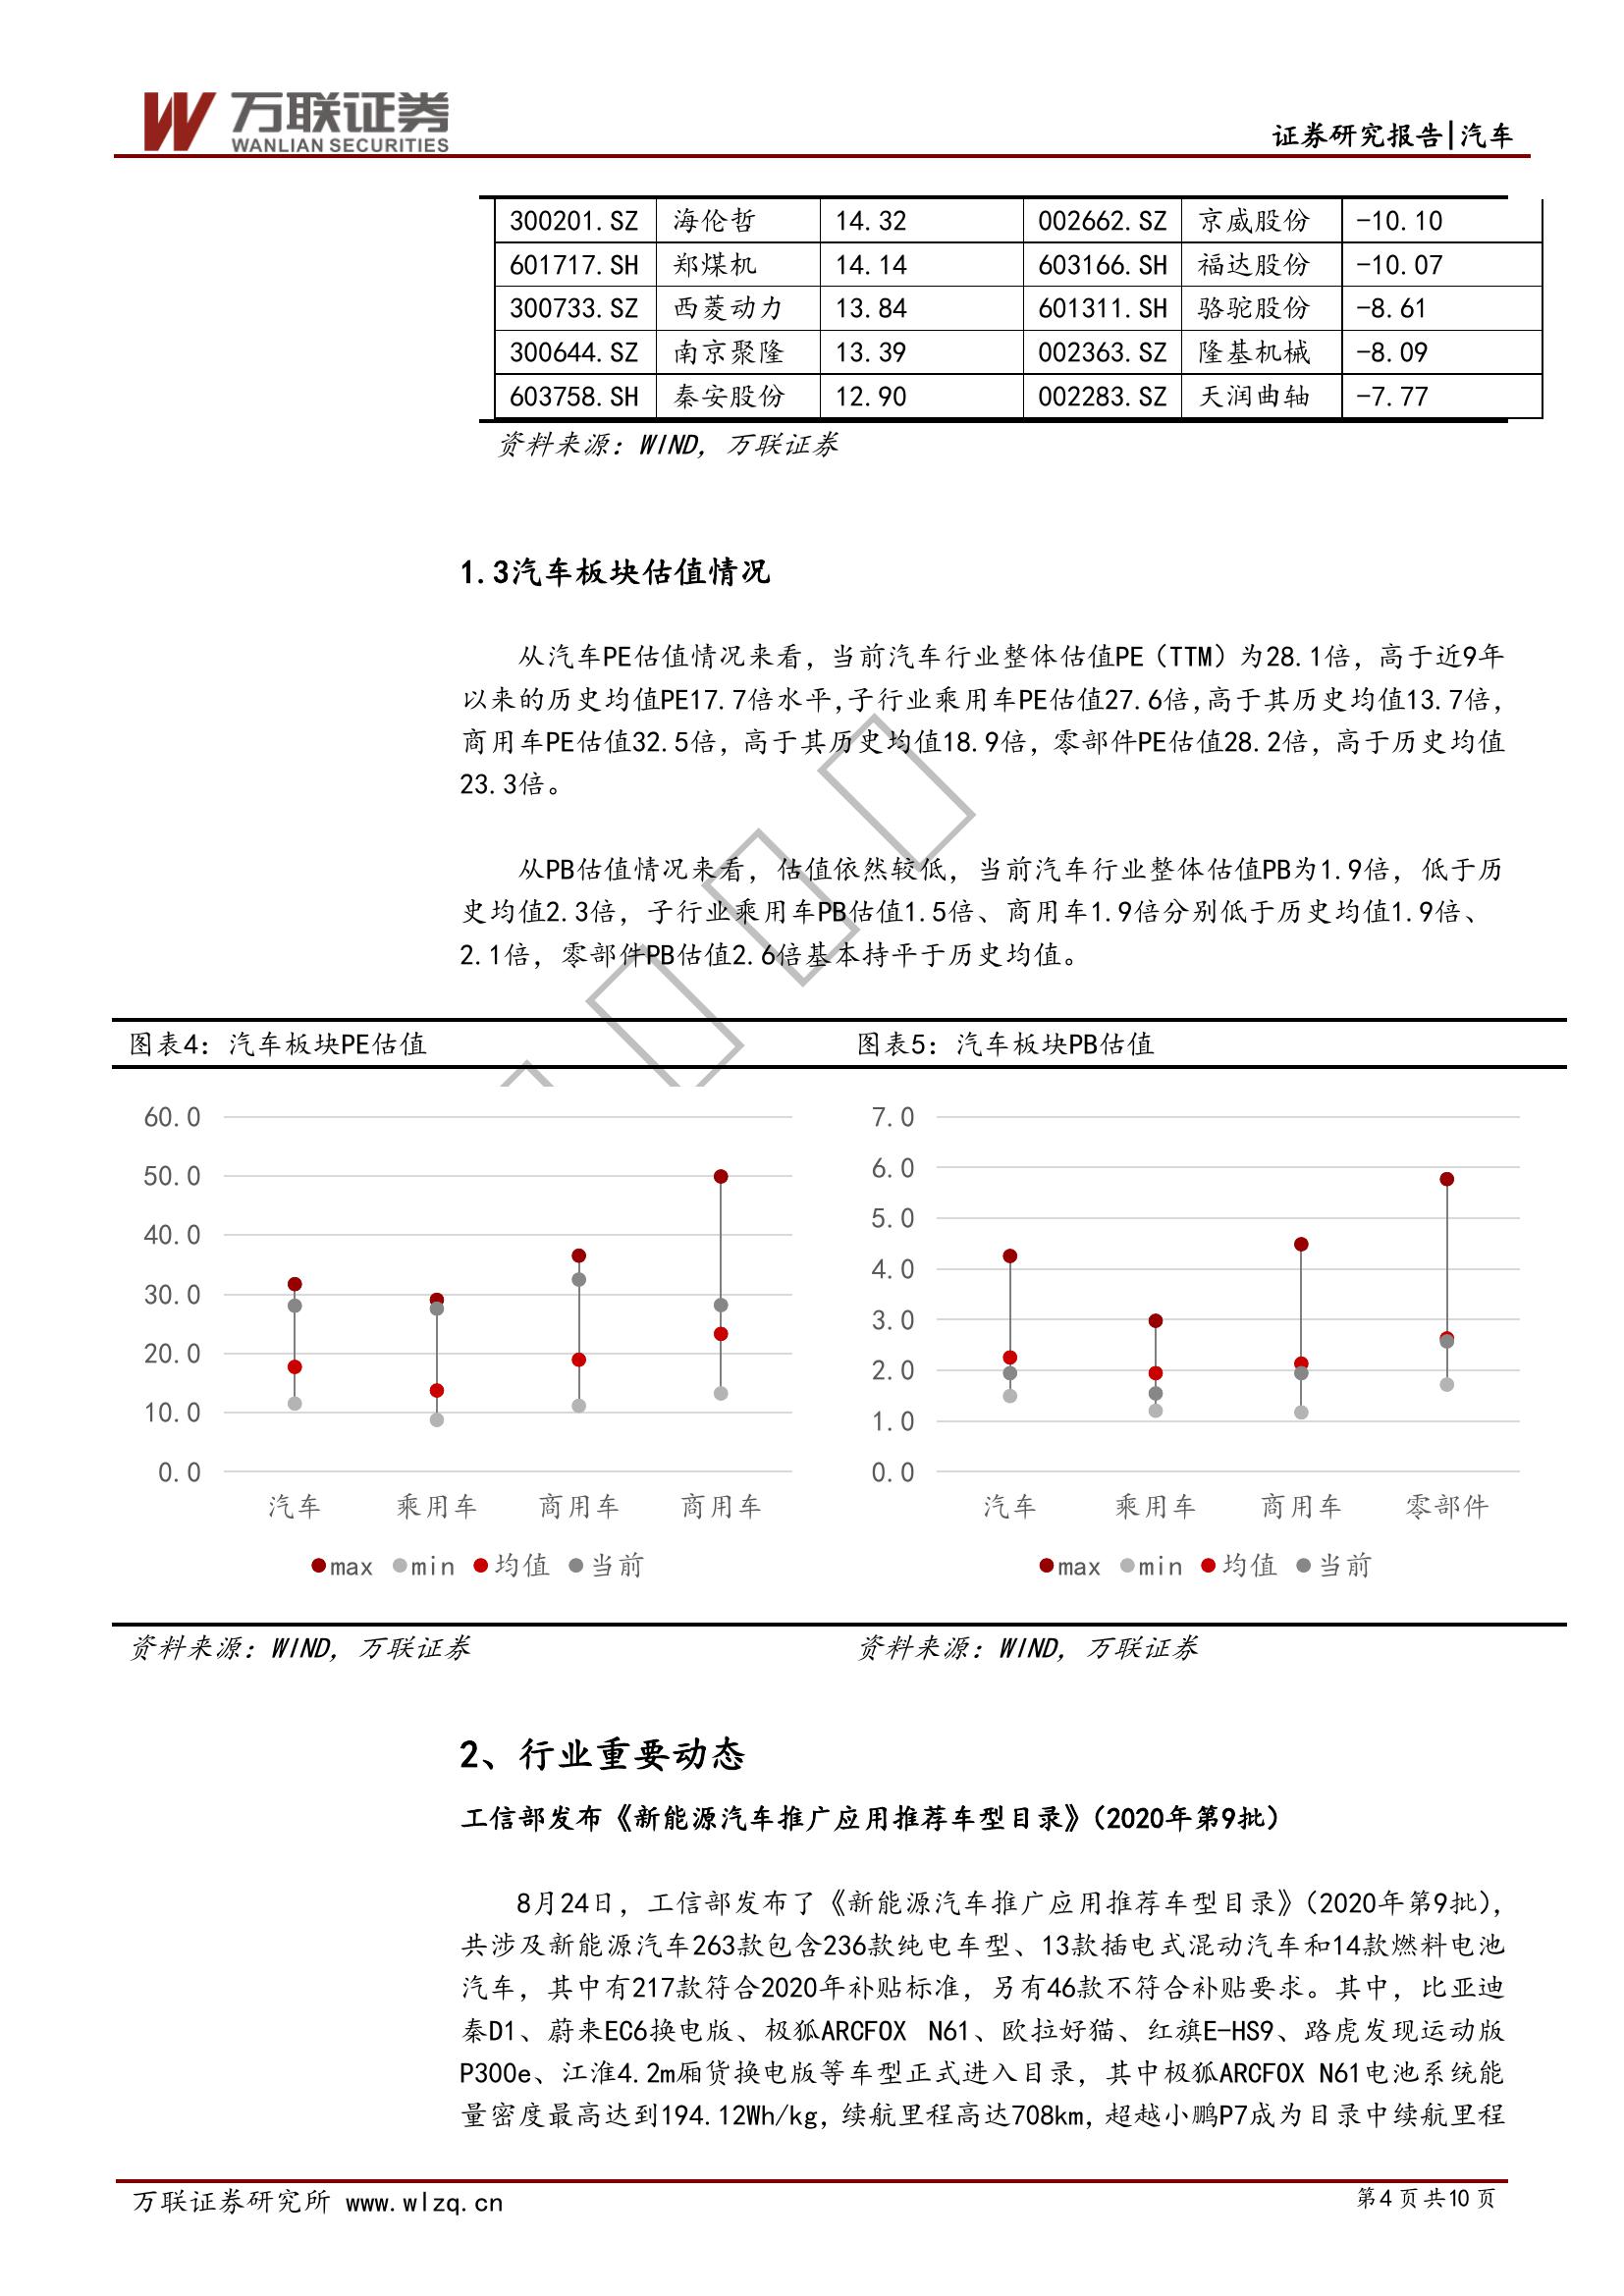 万联证券
WANLIAN SECURITIES
证券研究报告|汽车
300201.SZ 海伦哲 14.32 002662.SZ 京威股份 -10.10
601717.SH 郑煤机 14.14 603166.SH 福达股份 -10.07
300733.SZ 西菱动力 13.84 601311.SH 骆驼股份 -8.61
300644.SZ 南京聚隆 13.39 002363.SZ 隆基机械 -8.09
603758.SH 秦安股份 12.90 002283.SZ 天润曲轴 -7.77
资料来源：WIND，万联证券
1.3汽车板块估值情况
从汽车PE估值情况来看，当前汽车行业整体估值PE（TTM）为28.1倍，高于近9年
以来的历史均值PE17.7倍水平，子行业乘用车PE估值27.6倍，高于其历史均值13.7倍，
商用车PE估值32.5倍，高于其历史均值18.9倍，零部件PE估值28.2倍，高于历史均值
23.3倍。
从PB估值情况来看，估值依然较低，当前汽车行业整体估值PB为1.9倍，低于历
史均值2.3倍，子行业乘用车PB估值1.5倍、商用车1.9倍分别低于历史均值1.9倍、
2.1倍，零部件PB估值2.6倍基本持平于历史均值。
图表4：汽车板块PE估值
60.0
50.0
40.0
30.0
20.0
10.0
0.0
汽车 乘用车 商用车 商用车
max min 均值 当前
资料来源：WIND，万联证券
图表5：汽车板块PB估值
7.0
6.0
5.0
4.0
3.0
2.0
1.0
0.0
汽车 乘用车 商用车 零部件
max min 均值 当前
资料来源：WIND，万联证券
2、行业重要动态
工信部发布《新能源汽车推广应用推荐车型目录》（2020年第9批）
8月24日，工信部发布了《新能源汽车推广应用推荐车型目录》（2020年第9批），
共涉及新能源汽车263款包含236款纯电车型、13款插电式混动汽车和14款燃料电池
汽车，其中有217款符合2020年补贴标准，另有46款不符合补贴要求。其中，比亚迪
秦D1、蔚来EC6换电版、极狐ARCFOX N61、欧拉好猫、红旗E-HS9、路虎发现运动版
P300e、江淮4.2m厢货换电版等车型正式进入目录，其中极狐ARCFOX N61电池系统能
量密度最高达到194.12Wh/kg，续航里程高达708km，超越小鹏P7成为目录中续航里程
万联证券研究所 www.wlzq.cn
第4页共10页